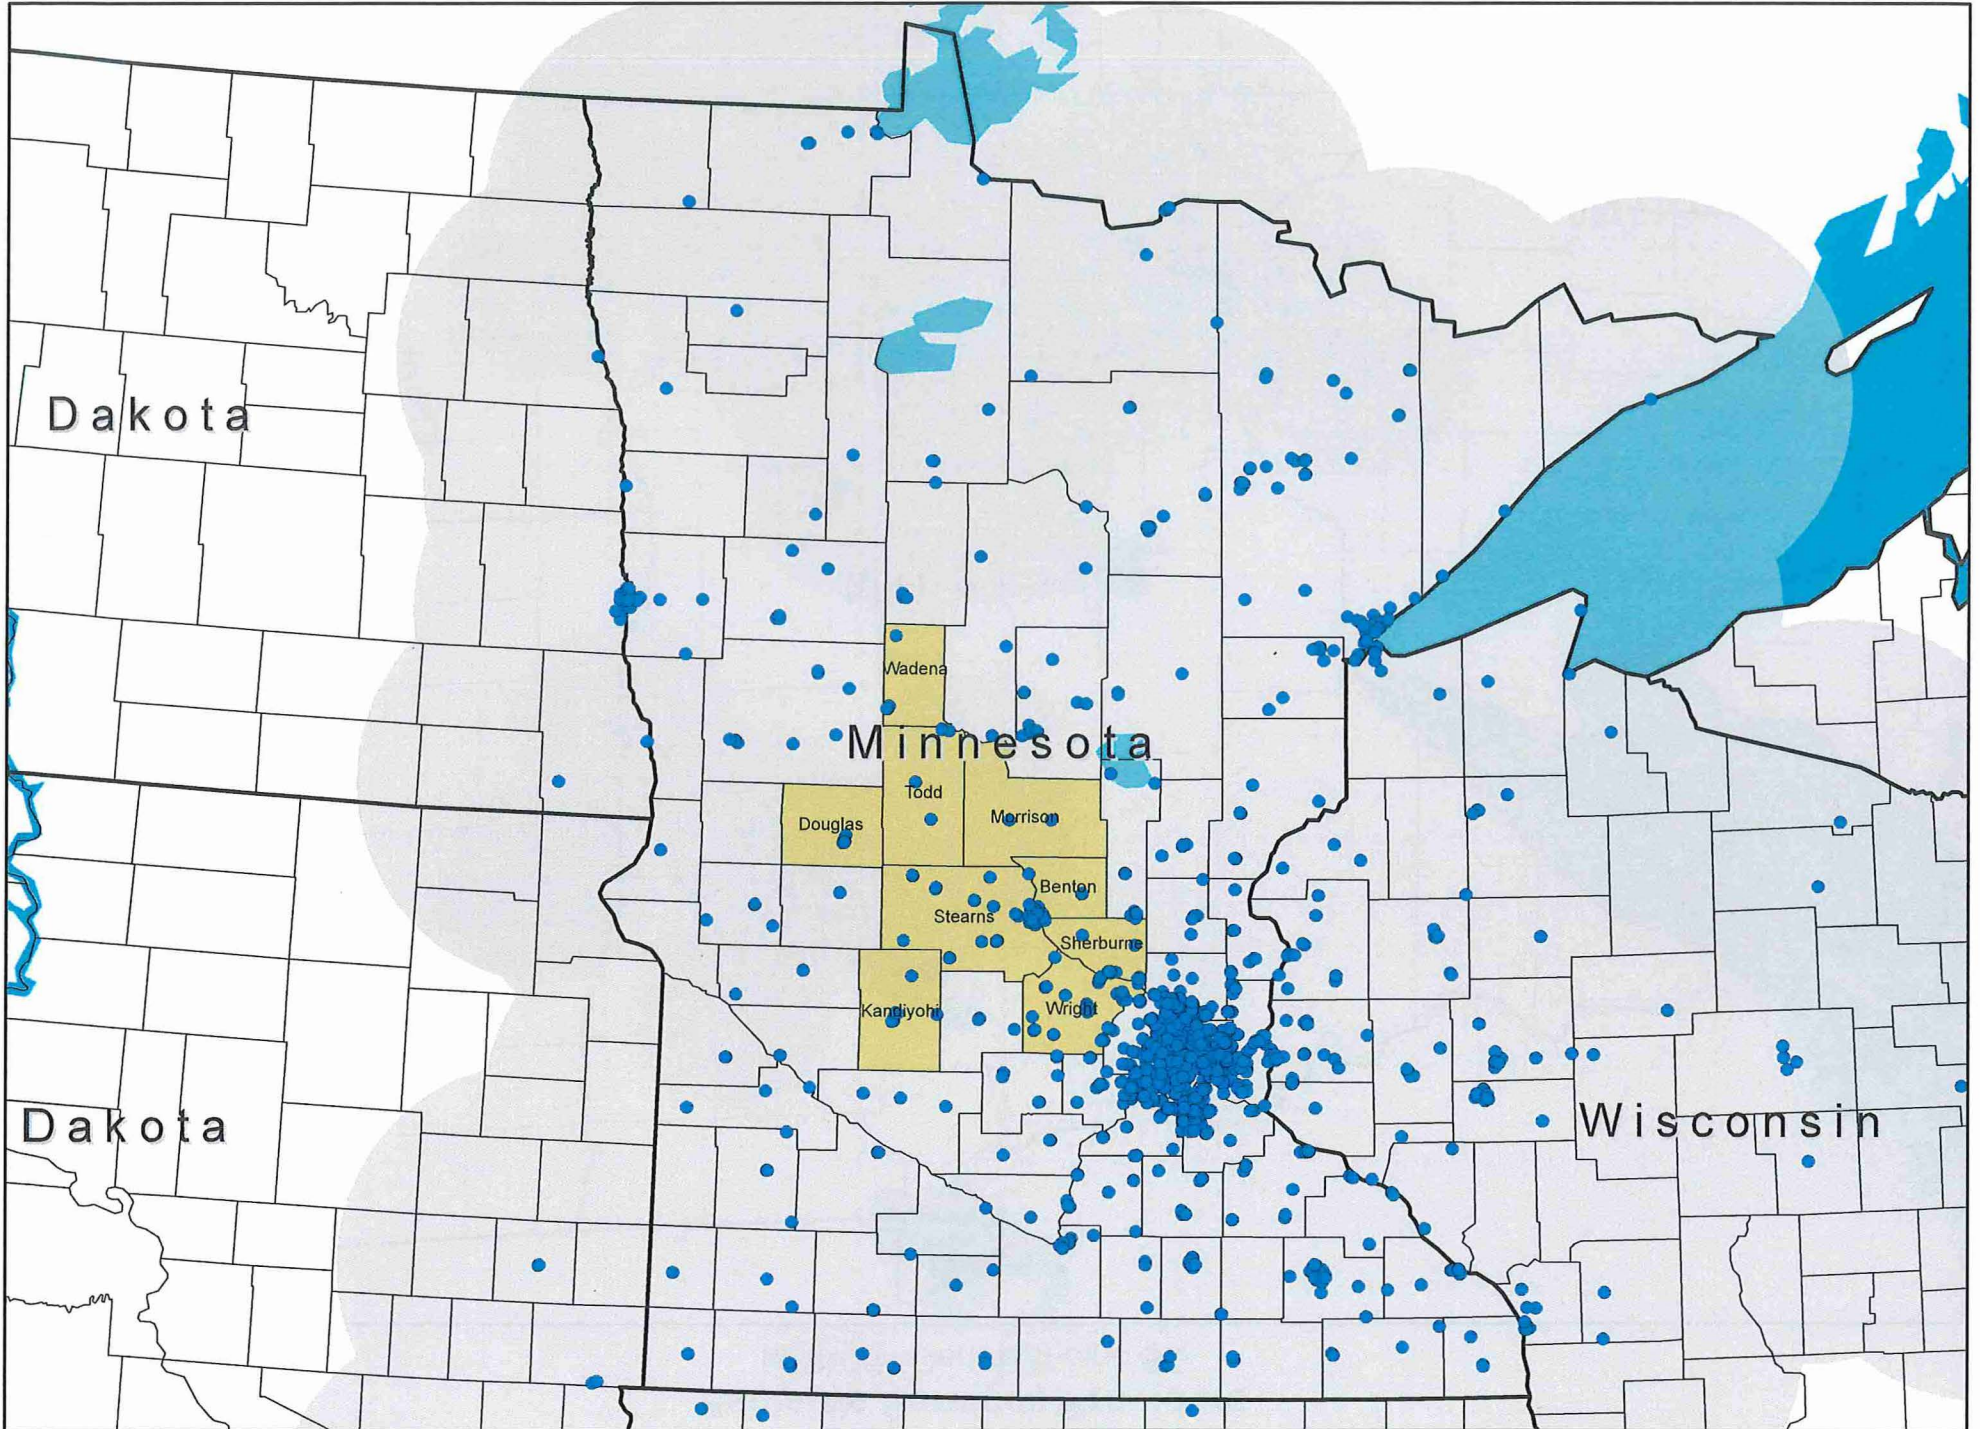 Dakota
Wadena
Minnesota
Todd
Douglas
Morrison
Benton
Stearns
Sherburne
Kandiyohi
Wright
Dakota
Wisconsin